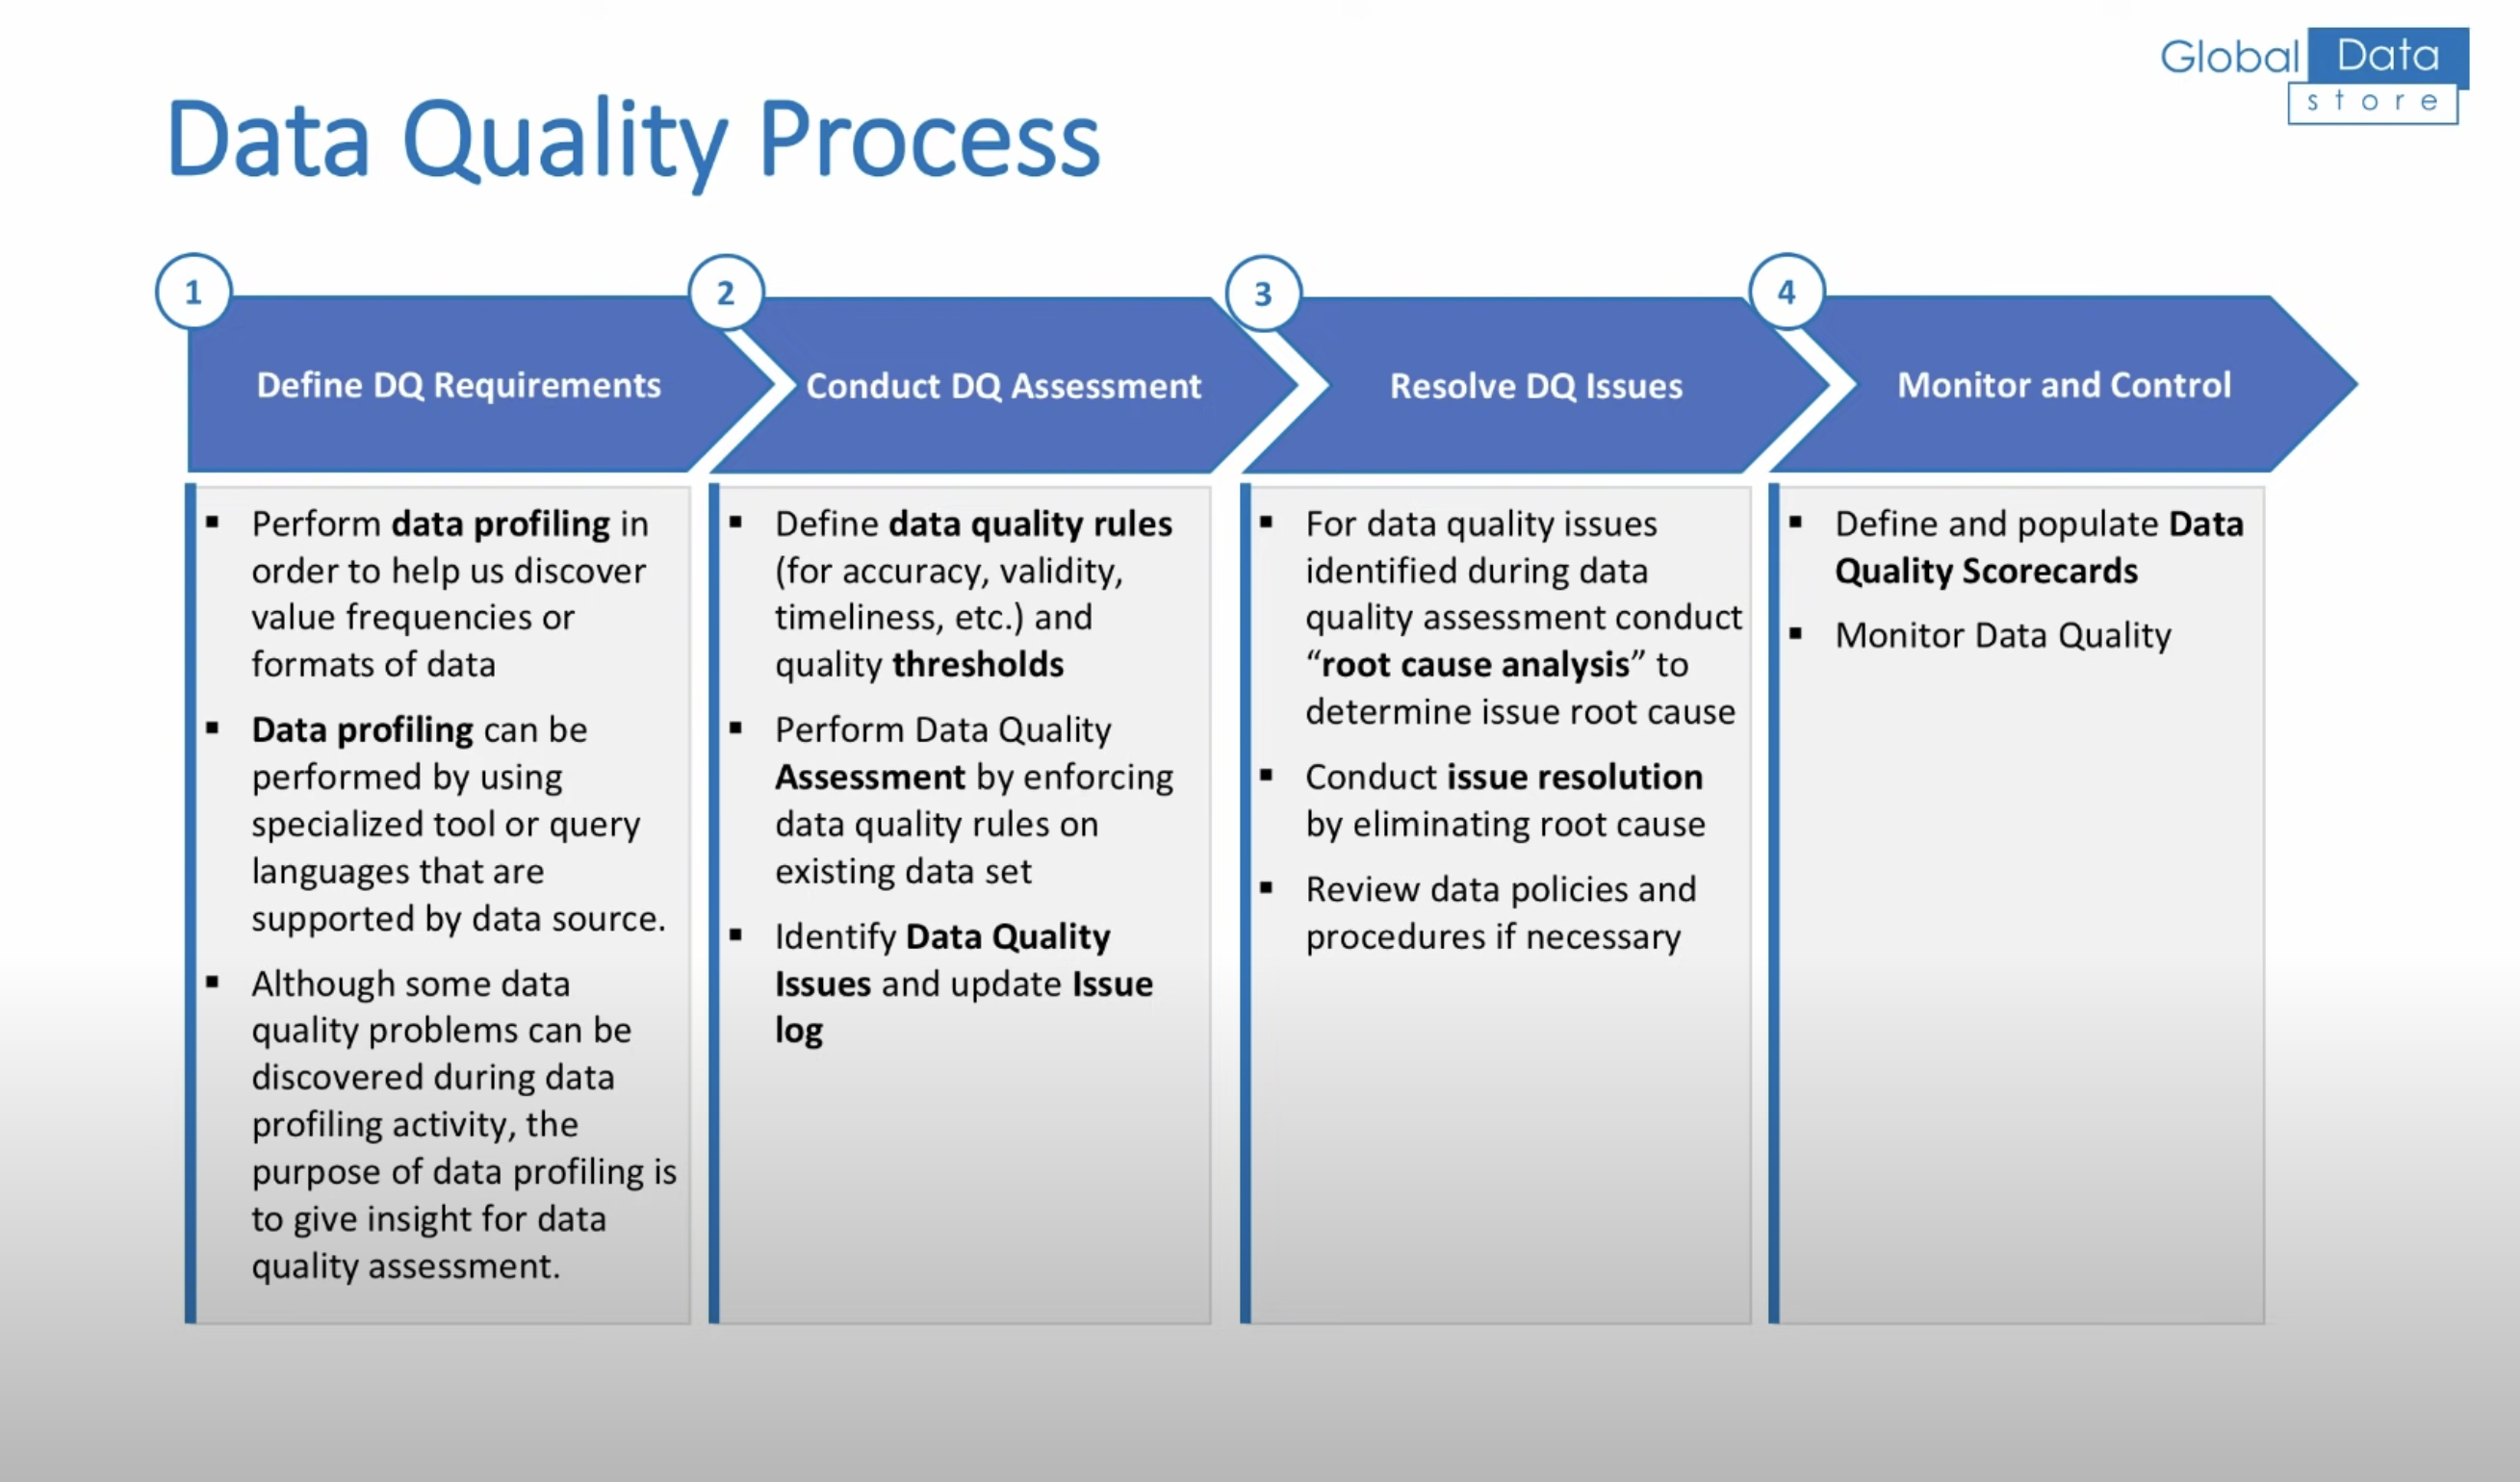 Global Data
store
Data Quality Process
1
Define DQ Requirements
▪ Perform data profiling in
order to help us discover
value frequencies or
formats of data
▪ Data profiling can be
performed by using
specialized tool or query
languages that are
supported by data source.
▪ Although some data
quality problems can be
discovered during data
profiling activity, the
purpose of data profiling is
to give insight for data
quality assessment.
2
Conduct DQ Assessment
▪ Define data quality rules
(for accuracy, validity,
timeliness, etc.) and
quality thresholds
▪ Perform Data Quality
Assessment by enforcing
data quality rules on
existing data set
▪ Identify Data Quality
Issues and update Issue
log
3
Resolve DQ Issues
▪ For data quality issues
identified during data
quality assessment conduct
“root cause analysis” to
determine issue root cause
▪ Conduct issue resolution
by eliminating root cause
▪ Review data policies and
procedures if necessary
4
Monitor and Control
▪ Define and populate Data
Quality Scorecards
▪ Monitor Data Quality